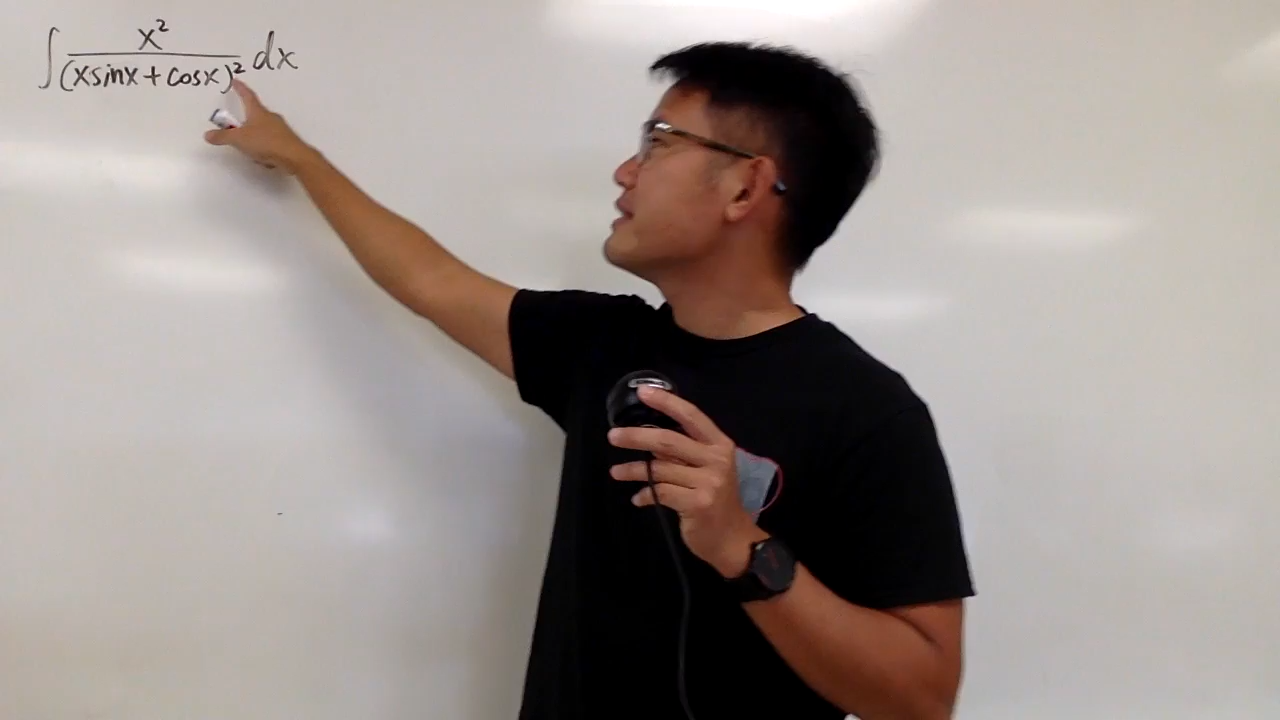 ∫ x² / (xsinx + cosx)² dx